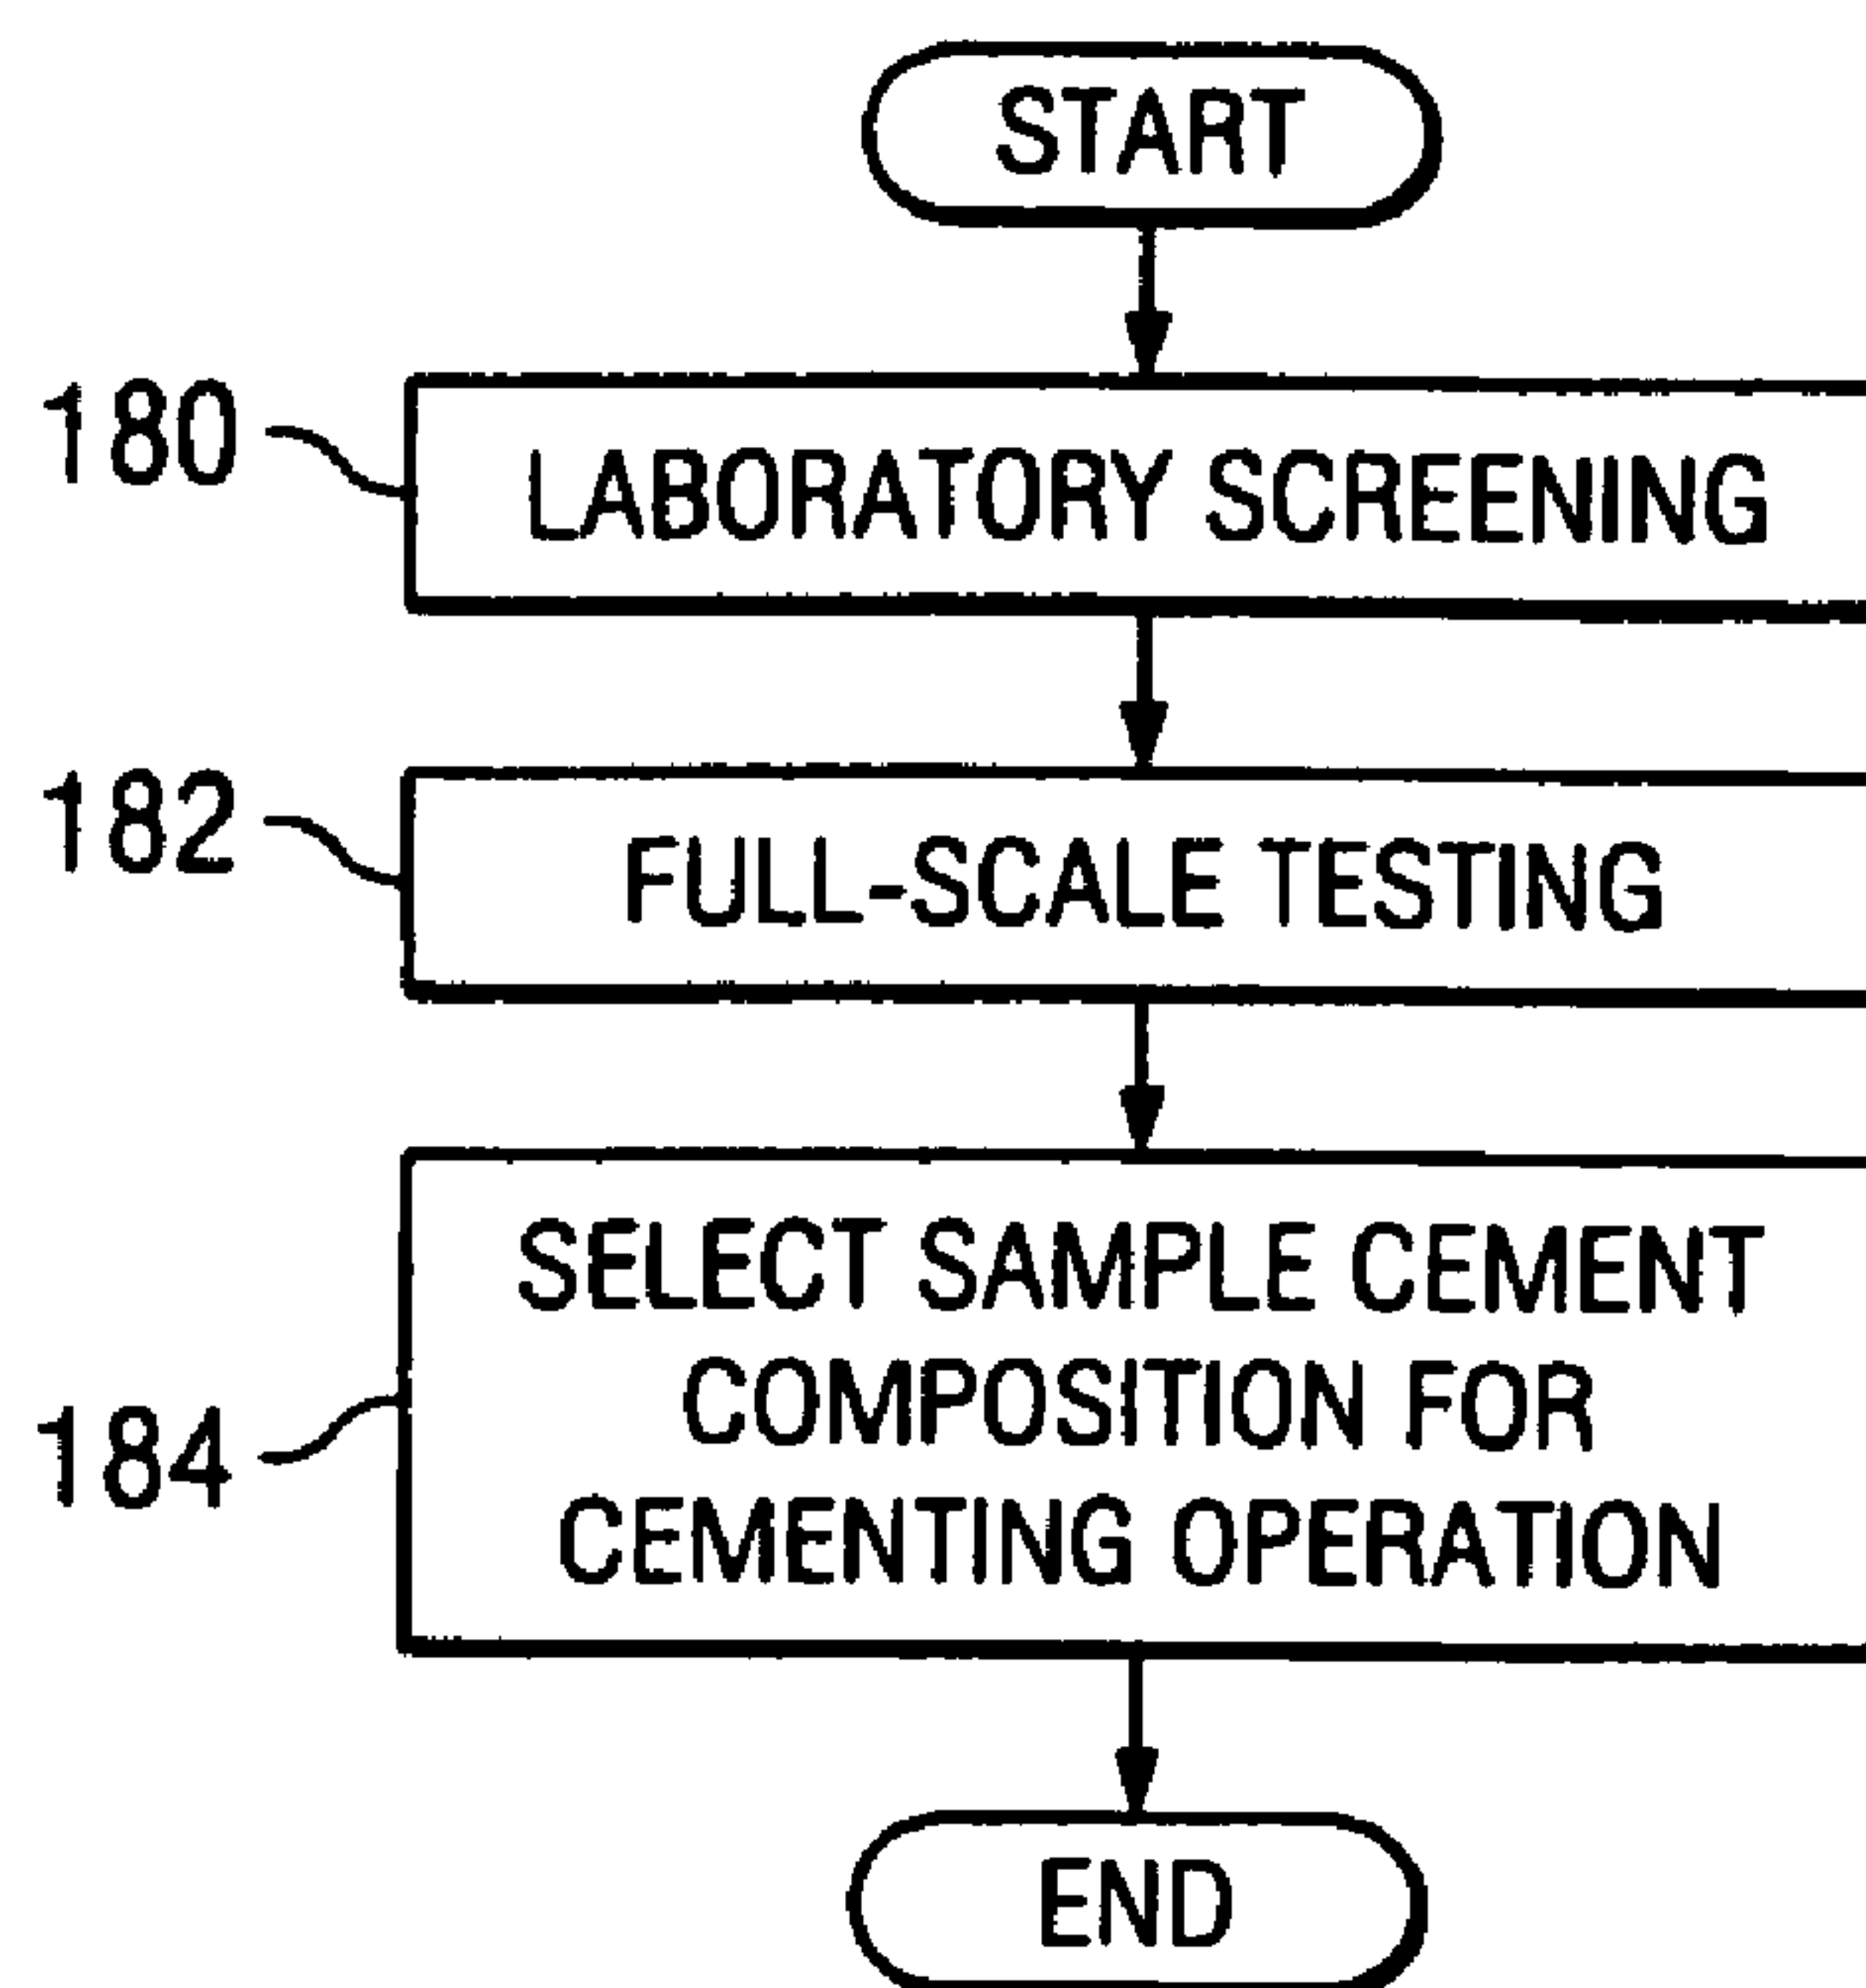 START
180
LABORATORY SCREENING
182
FULL-SCALE TESTING
SELECT SAMPLE CEMENT
COMPOSITION FOR
184
CEMENTING OPERATION
END